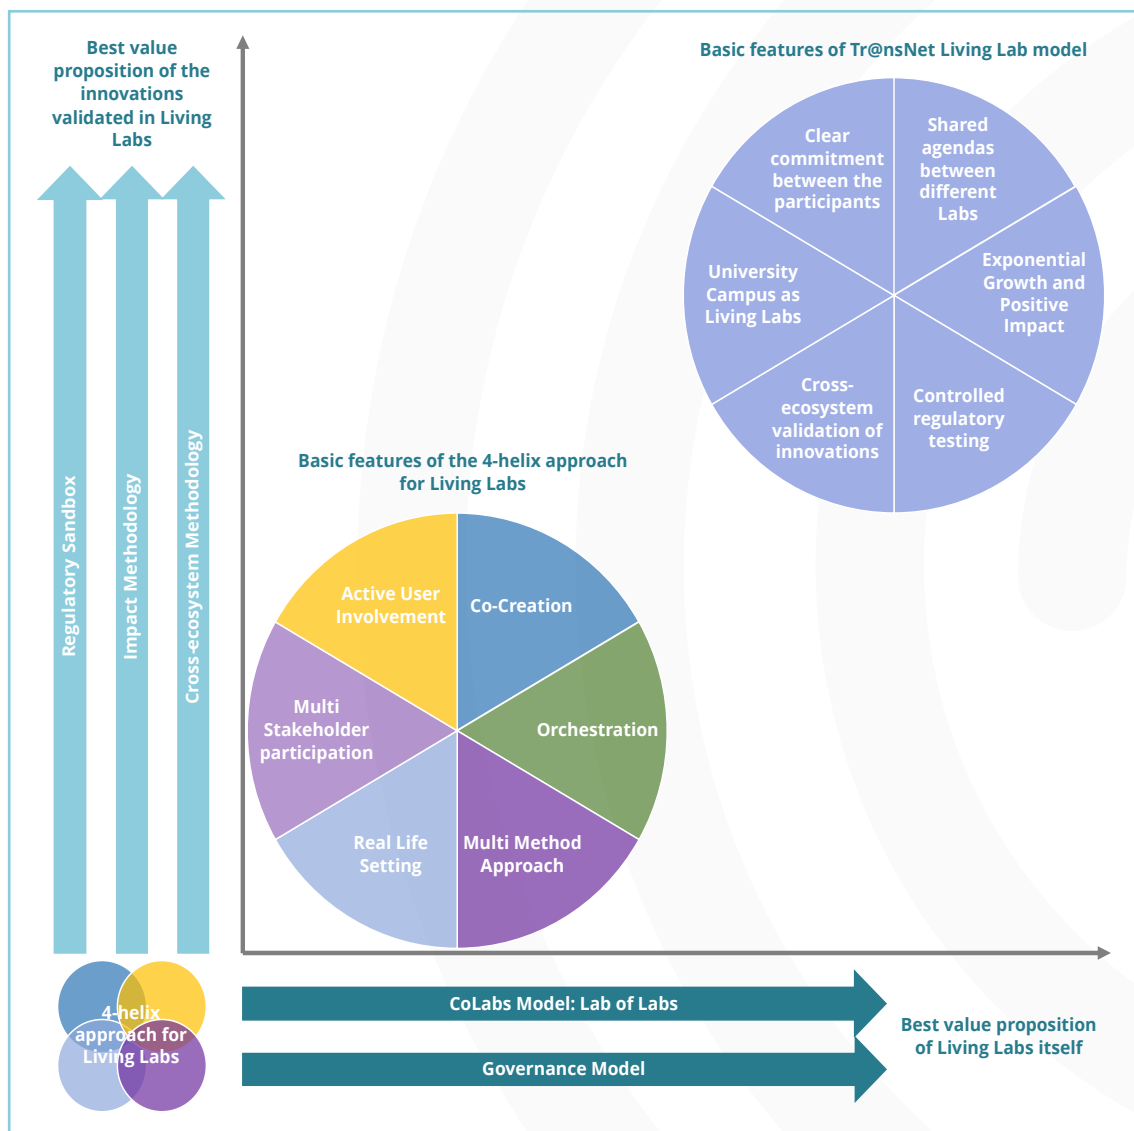 Best value
proposition of the
innovations
validated in Living
Labs
Basic features of Tr@nsNet Living Lab model
Clear
commitment
between the
participants
Shared
agendas
between
different
Labs
University
Campus as
Living Labs
Exponential
Growth and
Positive
Impact
Cross-
ecosystem
validation of
innovations
Controlled
regulatory
testing
Regulatory Sandbox
Impact Methodology
Cross-ecosystem Methodology
Basic features of the 4-helix approach
for Living Labs
Active User
Involvement
Co-Creation
Multi
Stakeholder
participation
Orchestration
Real Life
Setting
Multi Method
Approach
4-helix
approach for
Living Labs
CoLabs Model: Lab of Labs
Governance Model
Best value proposition
of Living Labs itself